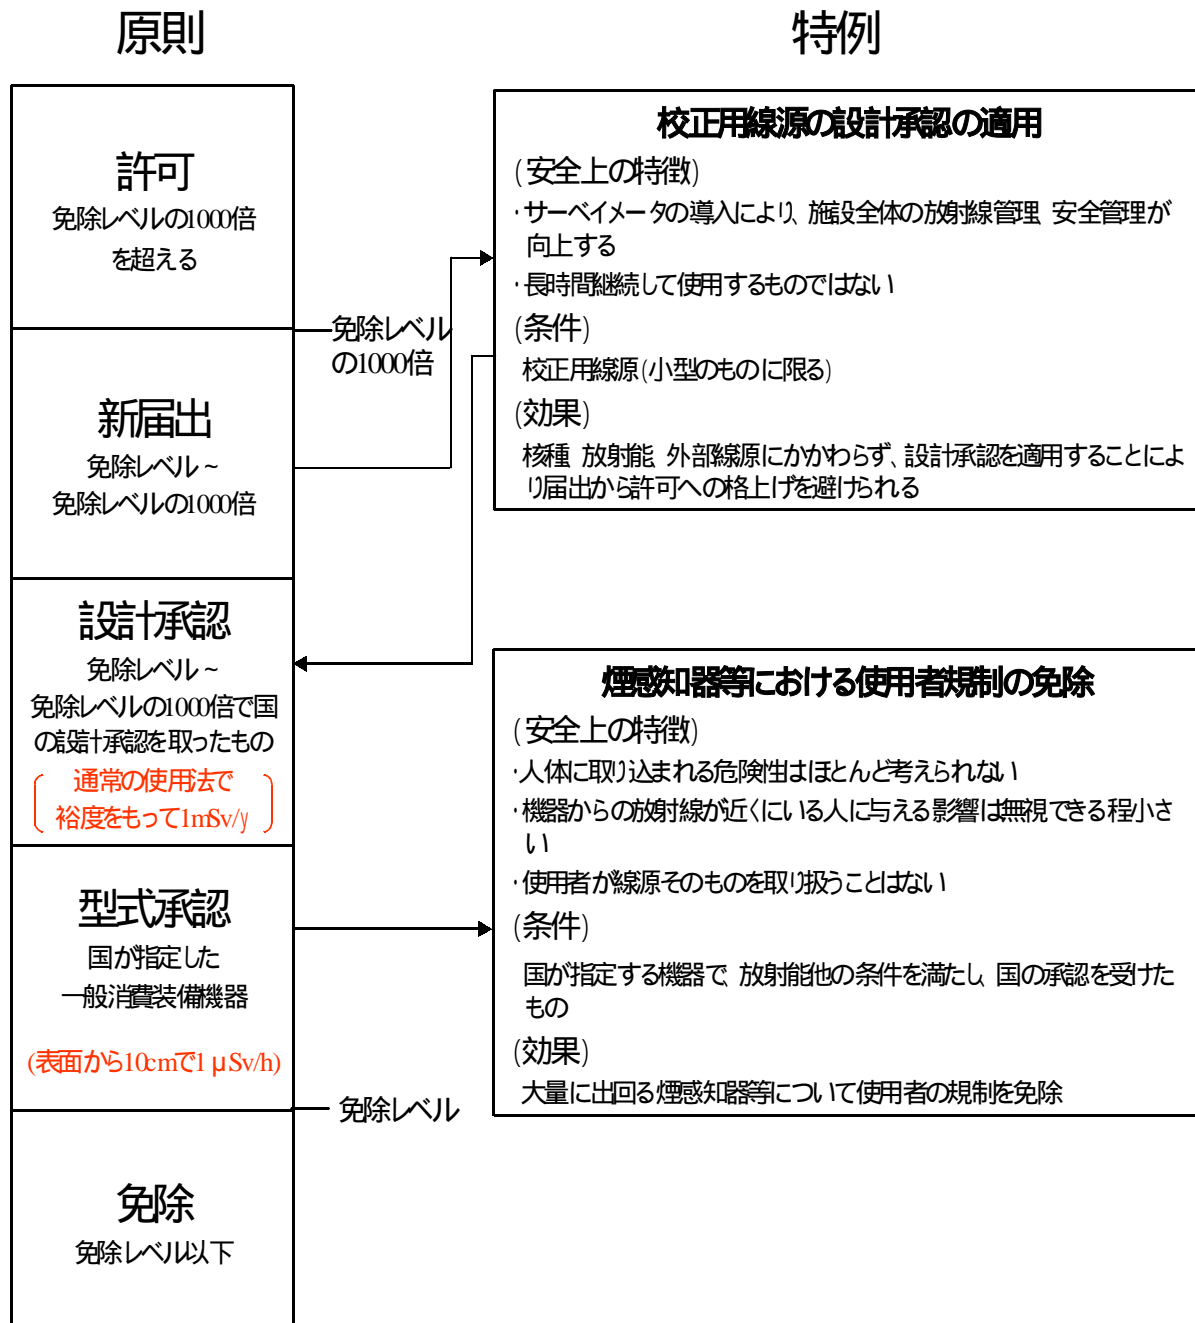 原則
特例
許可
免除レベルの1000倍
を超える
免除レベル
の1000倍
新届出
免除レベル～
免除レベルの1000倍
設計承認
免除レベル～
免除レベルの1000倍で国
の設計承認を取ったもの
通常の使用法で
裕度をもって1mSv/y
型式承認
国が指定した
一般消費装備機器
(表面から10cmで1μSv/h)
免除レベル
免除
免除レベル以下
校正用線源の設計承認の適用
(安全上の特徴)
・サーベイメータの導入により、施設全体の放射線管理 安全管理が
向上する
・長時間継続して使用するものではない
(条件)
校正用線源(小型のものに限る)
(効果)
核種 放射能 外部線源にかかわらず、設計承認を適用することによ
り届出から許可への格上げを避けられる
煙感知器等における使用者規制の免除
(安全上の特徴)
・人体に取り込まれる危険性はほとんど考えられない
・機器からの放射線が近くにいる人に与える影響は無視できる程小さ
い
・使用者が線源そのものを取り扱うことはない
(条件)
国が指定する機器で、放射能他の条件を満たし、国の承認を受けた
もの
(効果)
大量に出回る煙感知器等について使用者の規制を免除